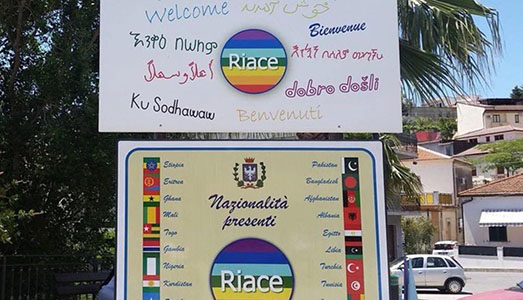 Welcome
Bienvenue
Riace
dobro došli
Ku Sodhawaw
Benvenuti
Nazionalità
presenti
Etiopia
Eritrea
Ghana
Mali
Togo
Gambia
Nigeria
Kurdistan
Riace
Pakistan
Bangladesh
Afghanistan
Albania
Egitto
Libia
Turchia
Tunisia